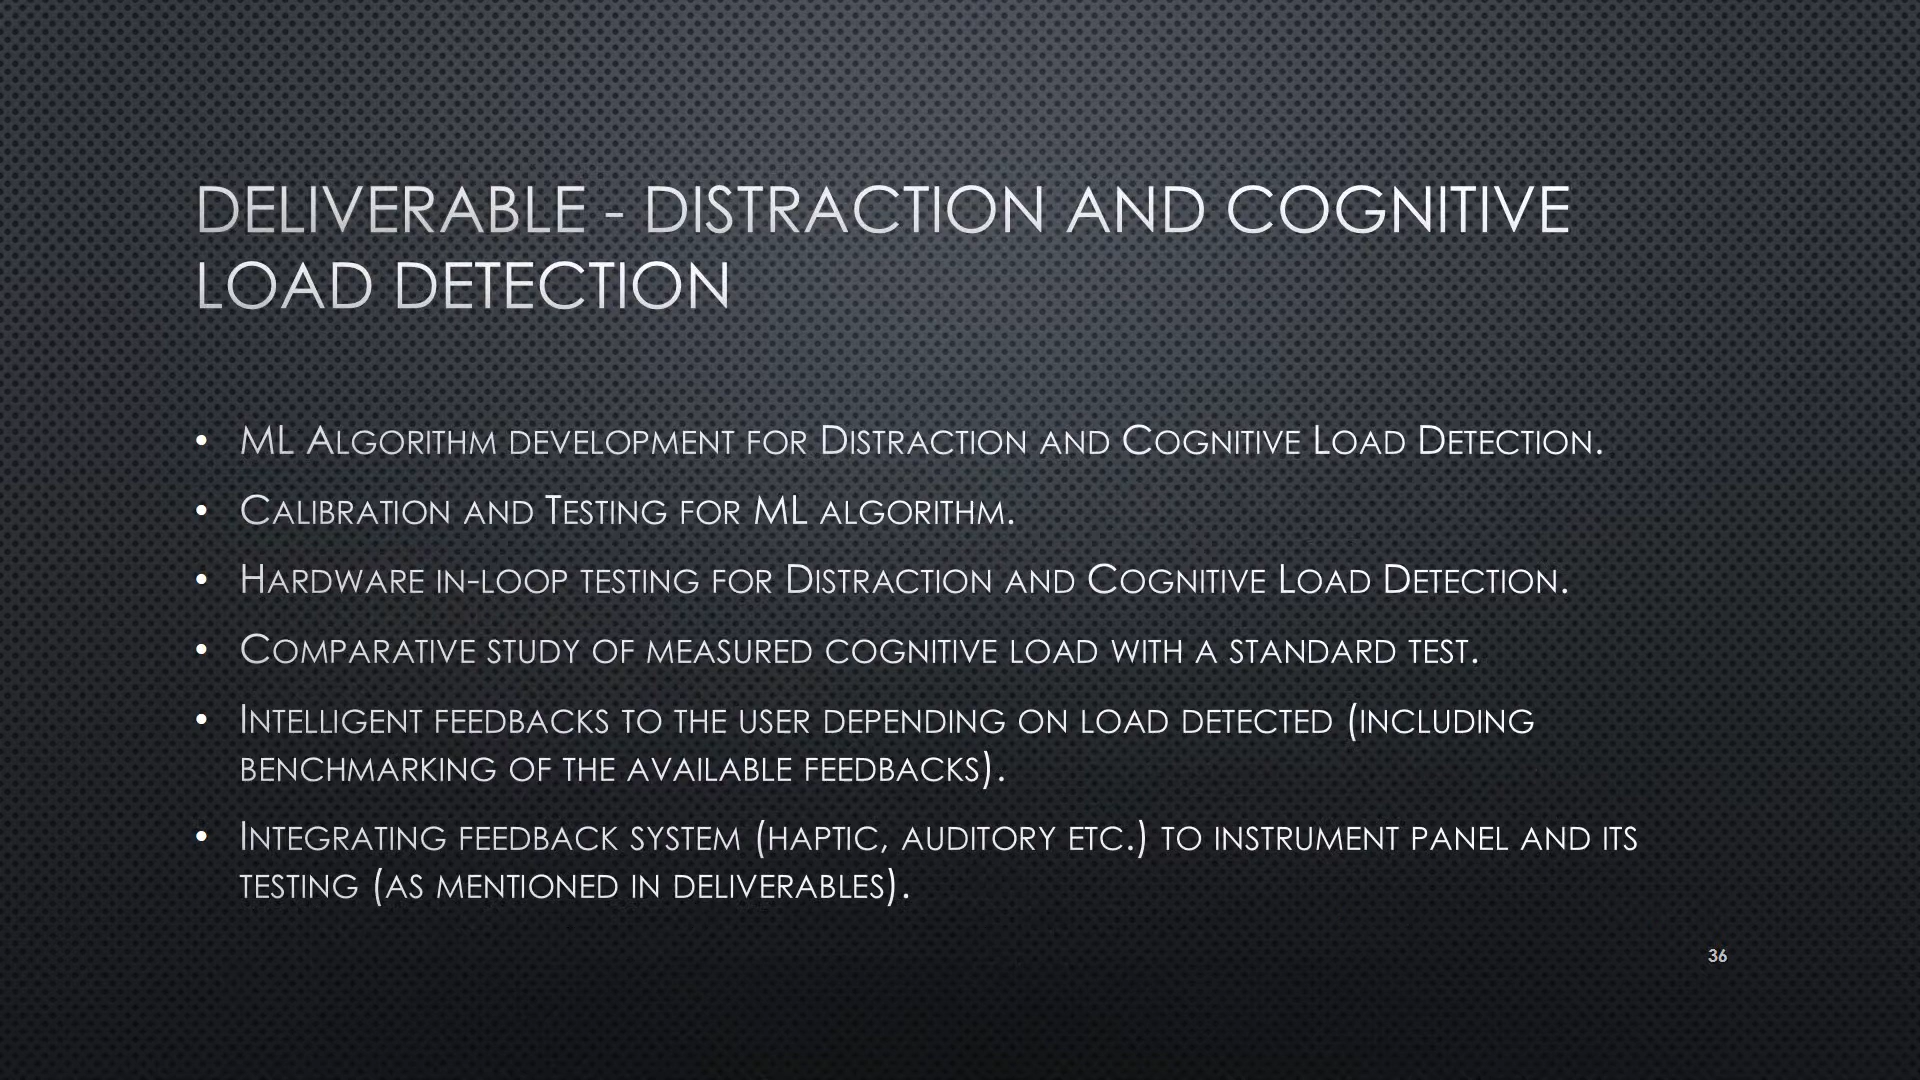 DELIVERABLE - DISTRACTION AND COGNITIVE
LOAD DETECTION
• ML ALGORITHM DEVELOPMENT FOR DISTRACTION AND COGNITIVE LOAD DETECTION.
• CALIBRATION AND TESTING FOR ML ALGORITHM.
• HARDWARE IN-LOOP TESTING FOR DISTRACTION AND COGNITIVE LOAD DETECTION.
• COMPARATIVE STUDY OF MEASURED COGNITIVE LOAD WITH A STANDARD TEST.
• INTELLIGENT FEEDBACKS TO THE USER DEPENDING ON LOAD DETECTED (INCLUDING
BENCHMARKING OF THE AVAILABLE FEEDBACKS).
• INTEGRATING FEEDBACK SYSTEM (HAPTIC, AUDITORY ETC.) TO INSTRUMENT PANEL AND ITS
TESTING (AS MENTIONED IN DELIVERABLES).
36